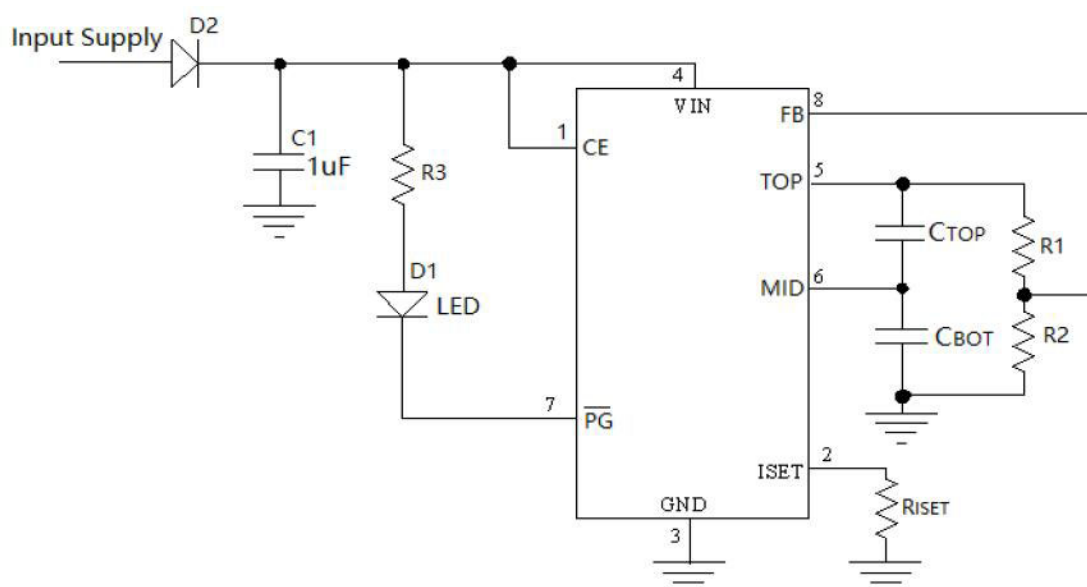 D2
Input Supply
4
VIN
FB
8
1
CE
C1
1uF
R3
TOP
5
CTOP
R1
D1
LED
MID
6
CBOT
R2
7
PG
ISET
2
RISET
GND
3